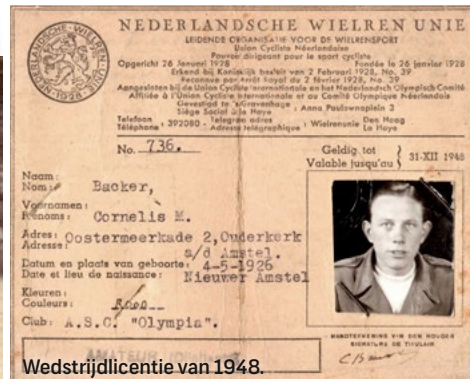 NEDERLANDSCHE WIELREN UNIE
LEIDENDE ORGANISATIE VOOR DE WIELRENSPORT
Union Cycliste Néerlandaise
Pouvoir dirigeant pour le sport cycliste
Opgericht 26 Januari 1928 Fondée le 26 janvier 1928
Erkend bij Koninklijk besluit van 2 Februari 1928, No. 39
Reconnue par Arrêt Royal du 2 février 1928, No. 39
Aangesloten bij de Union Cycliste Internationale en het Nederlandsch Olympisch Comité
Affiliée à l'Union Cycliste Internationale et au Comité Olympique Néerlandais
Gevestigd te 's Gravenhage : Anna Paulownaplein 3
Siège Social à la Haye
Telefoon : 392080 - Telegram adres : Wielrenunie Den Haag
Téléphone Adresse télégraphique La Haye
No. 736.
Geldig tot } 31-XII 1948
Valable jusqu'au
Naam :
Nom : Backer,
Voornamen :
Prénoms : Cornelis M.
Adres : Oostermeerkade 2, Ouderkerk
Adresse : a/d Amstel.
Datum en plaats van geboorte : 4-5-1926
Date et lieu de naissance : Nieuwer Amstel
Kleuren :
Couleurs : Rood
Club : A.S.C. "Olympia".
HANDTEEKENING VAN DEN HOUDER
SIGNATURE DU TITULAIR
AMATEUR
Wedstrijdlicentie van 1948.